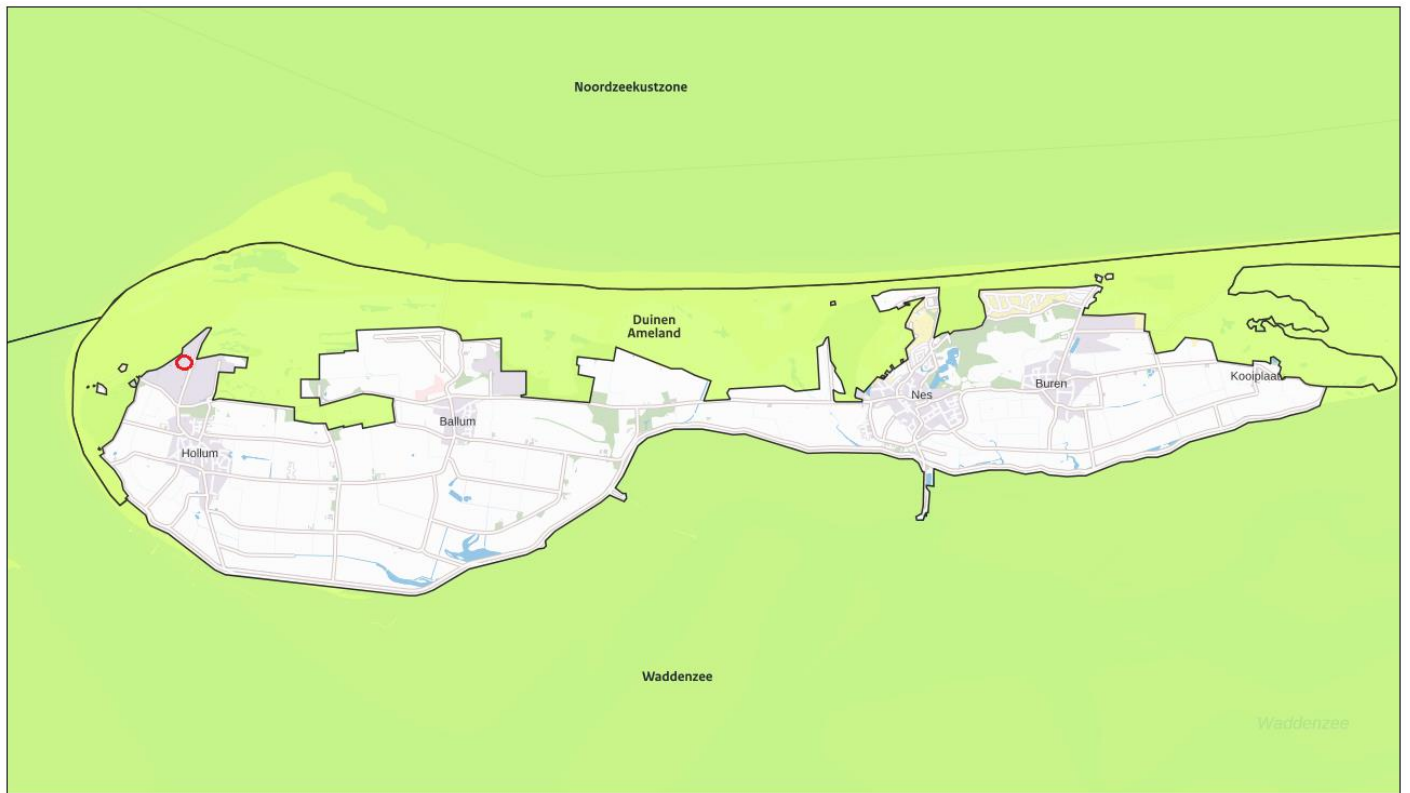 Noordzeekustzone
Duinen
Ameland
Kooiplaat
Buren
Nes
Ballum
Hollum
Waddenzee
Waddenzee